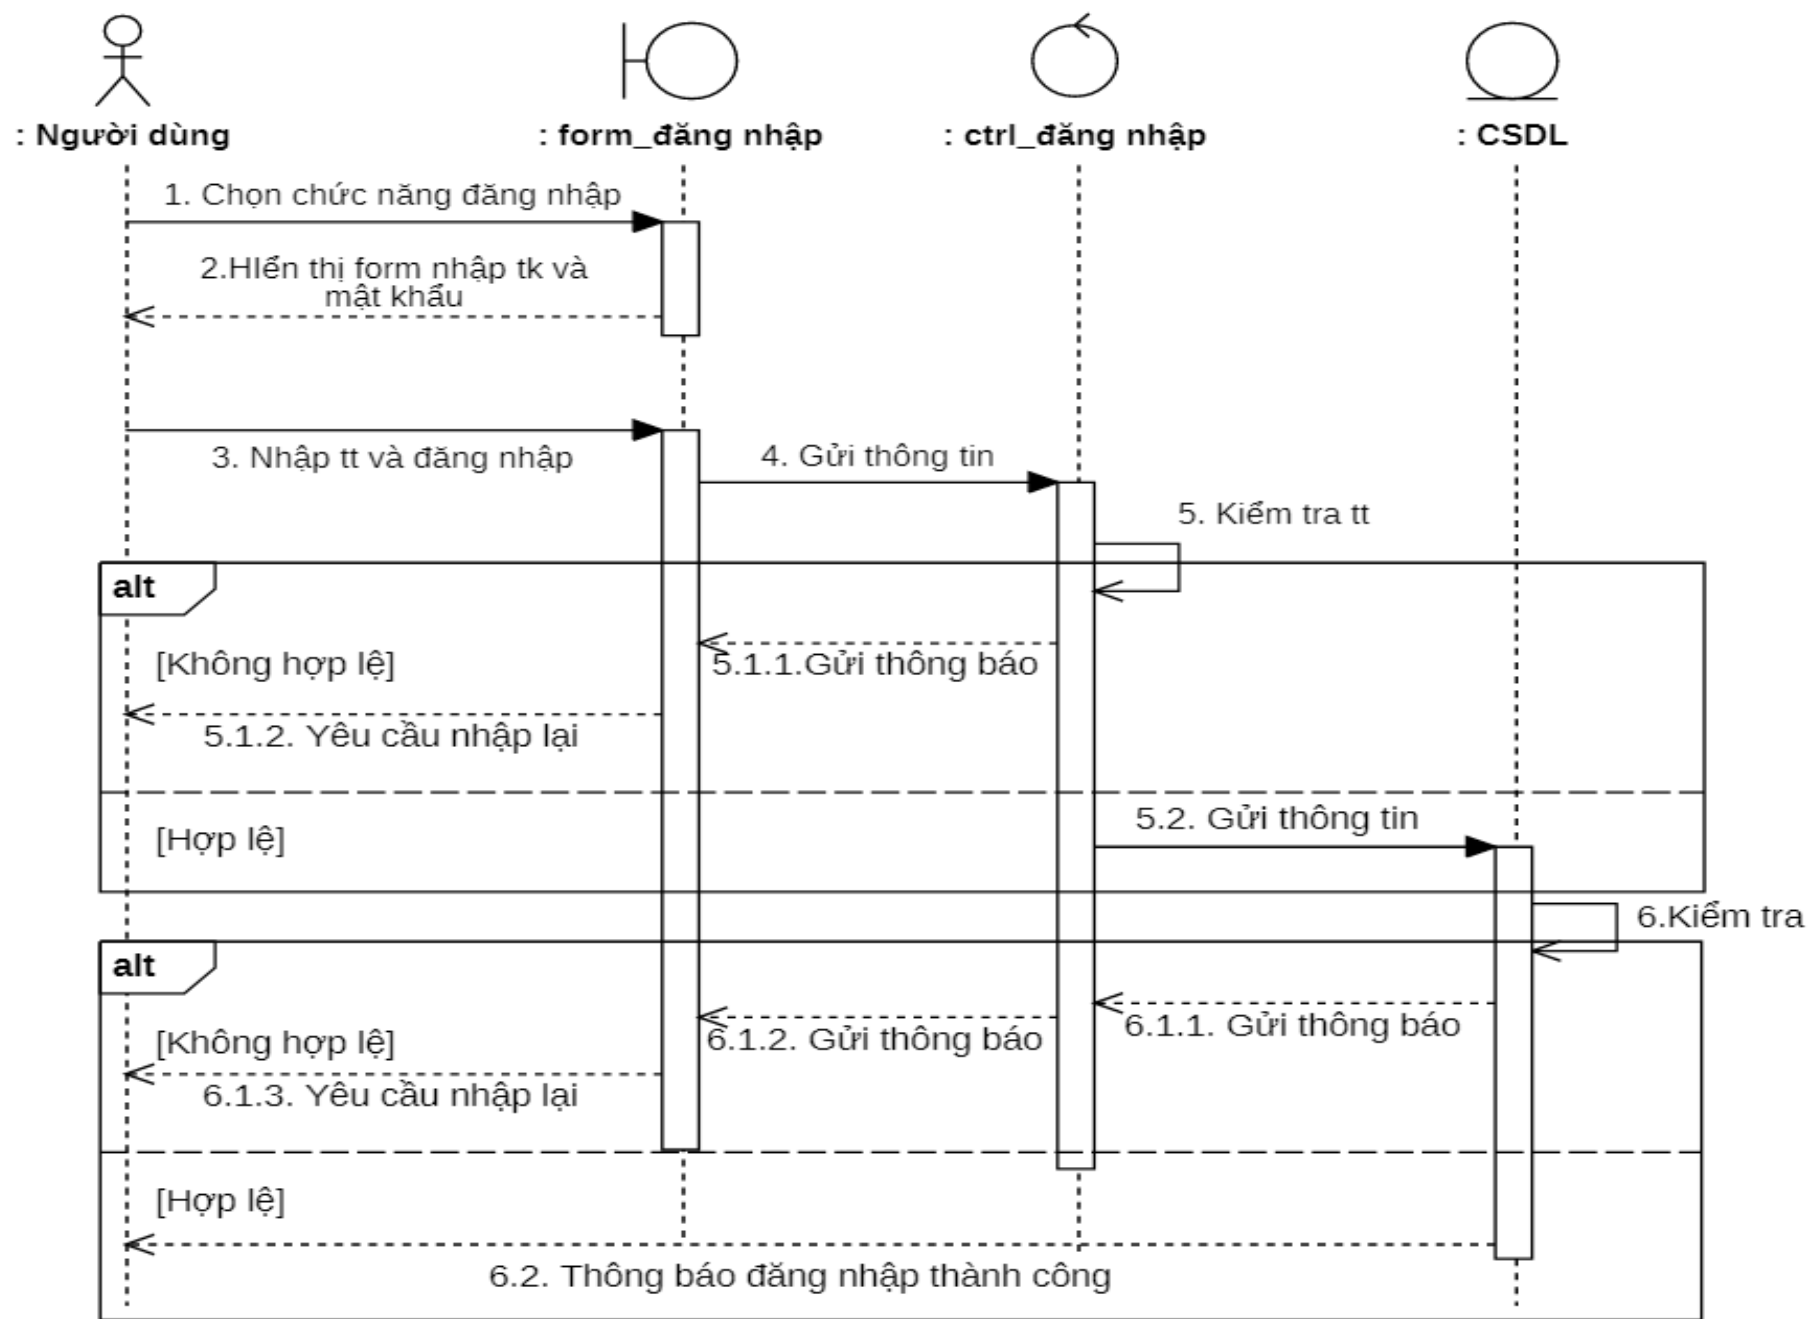 : Người dùng
: form_đăng nhập
: ctrl_đăng nhập
: CSDL
1. Chọn chức năng đăng nhập
2.HIển thị form nhập tk và
mật khẩu
3. Nhập tt và đăng nhập
4. Gửi thông tin
5. Kiểm tra tt
alt
[Không hợp lệ]
5.1.1.Gửi thông báo
5.1.2. Yêu cầu nhập lại
5.2. Gửi thông tin
[Hợp lệ]
6.Kiểm tra
alt
[Không hợp lệ]
6.1.2. Gửi thông báo
6.1.1. Gửi thông báo
6.1.3. Yêu cầu nhập lại
[Hợp lệ]
6.2. Thông báo đăng nhập thành công